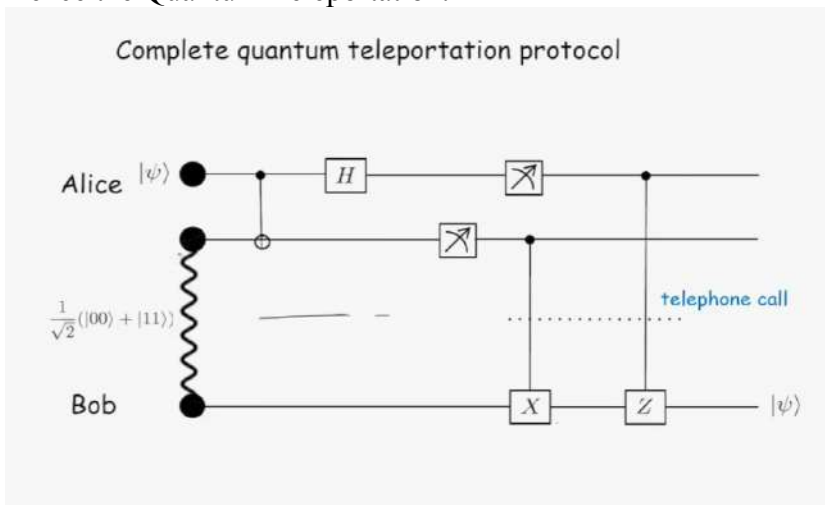 Complete quantum teleportation protocol
Alice |ψ⟩ H
telephone call
1/√2(|00⟩ + |11⟩)
Bob X Z |ψ⟩